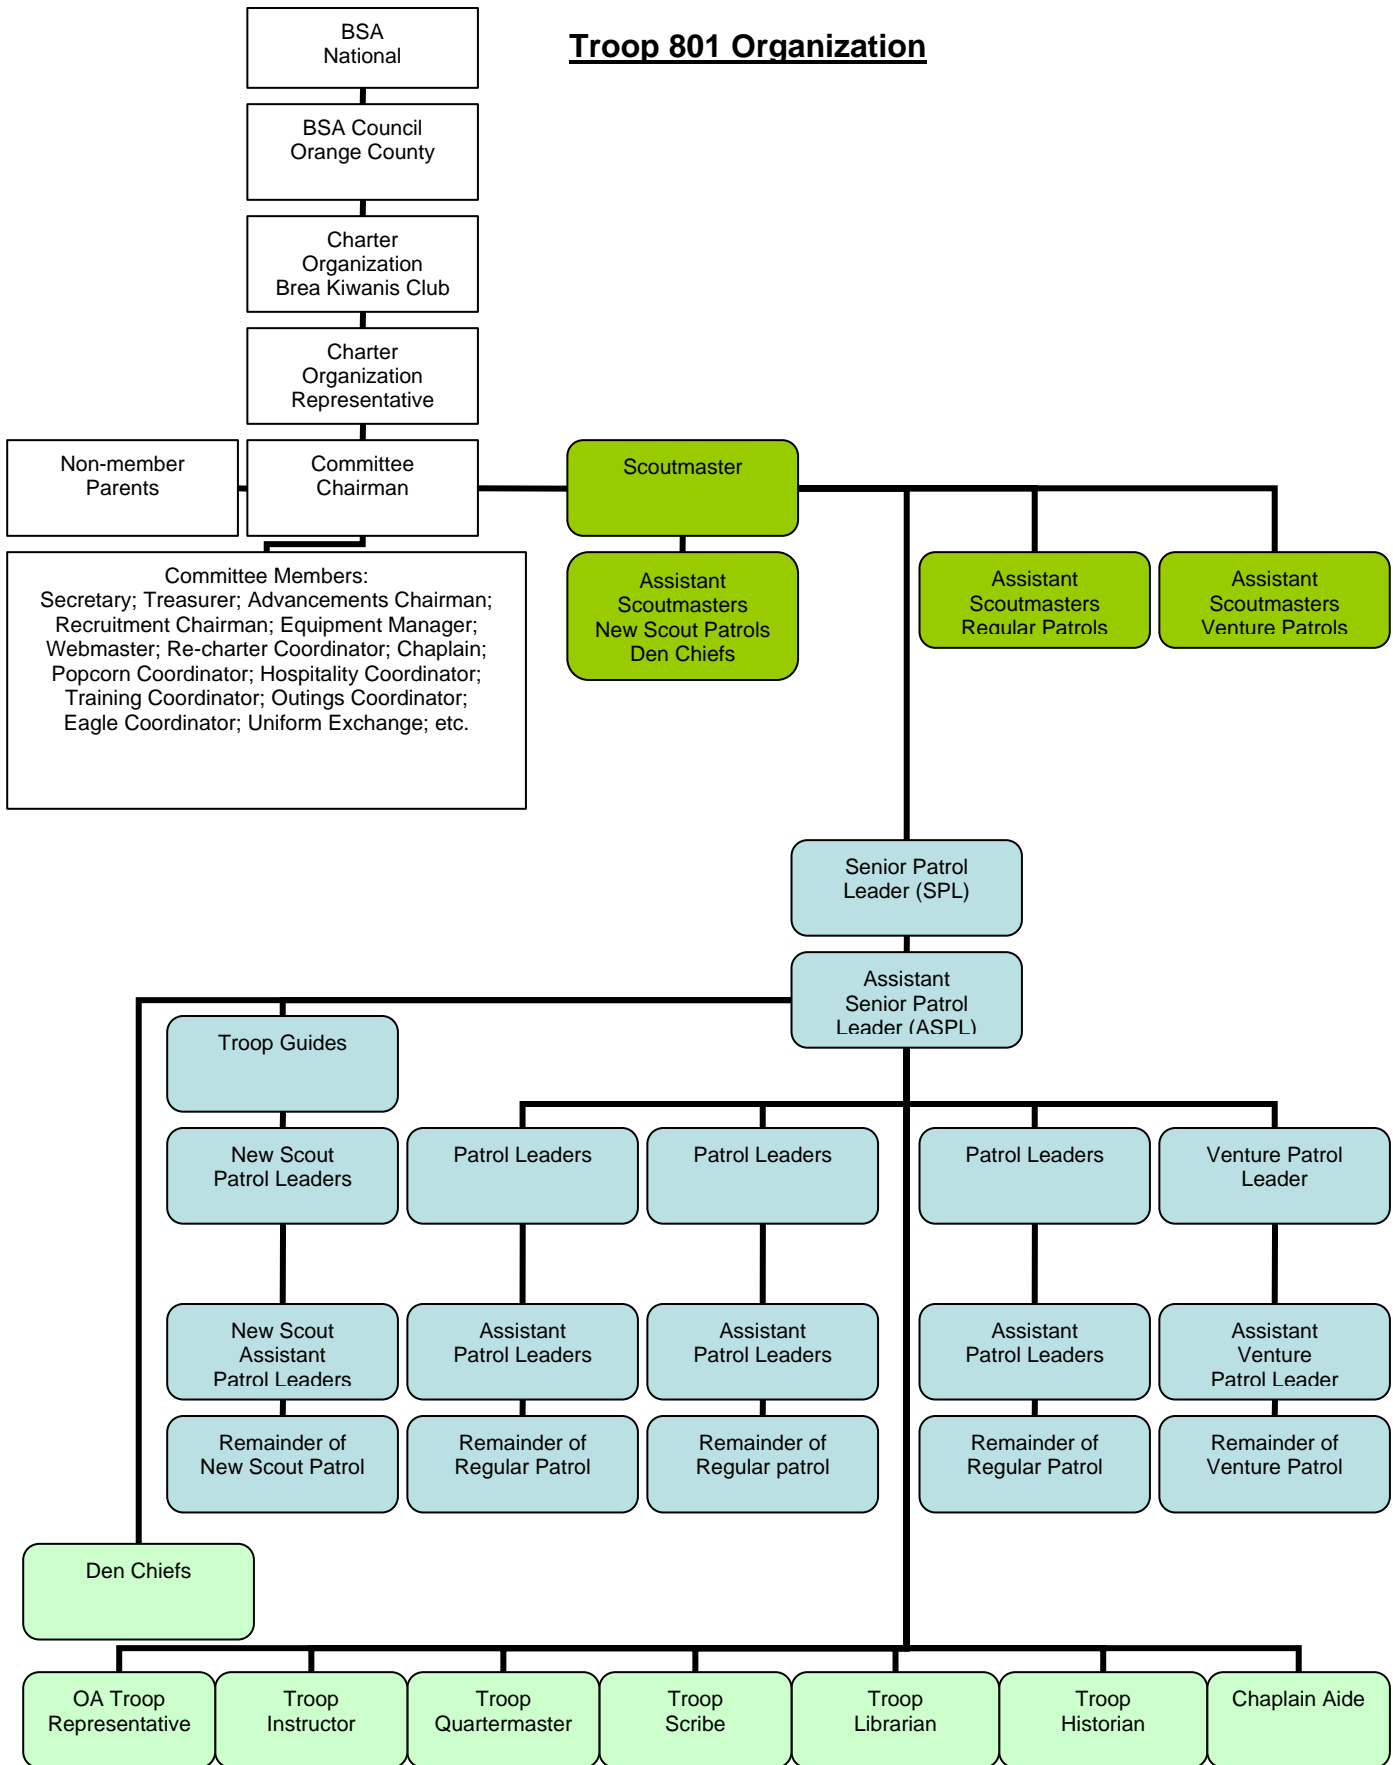 Troop 801 Organization
BSA
National
BSA Council
Orange County
Charter
Organization
Brea Kiwanis Club
Charter
Organization
Representative
Non-member
Parents
Committee
Chairman
Scoutmaster
Committee Members:
Secretary; Treasurer; Advancements Chairman;
Recruitment Chairman; Equipment Manager;
Webmaster; Re-charter Coordinator; Chaplain;
Popcorn Coordinator; Hospitality Coordinator;
Training Coordinator; Outings Coordinator;
Eagle Coordinator; Uniform Exchange; etc.
Assistant
Scoutmasters
New Scout Patrols
Den Chiefs
Assistant
Scoutmasters
Regular Patrols
Assistant
Scoutmasters
Venture Patrols
Senior Patrol
Leader (SPL)
Assistant
Senior Patrol
Leader (ASPL)
Troop Guides
New Scout
Patrol Leaders
Patrol Leaders
Patrol Leaders
Patrol Leaders
Venture Patrol
Leader
New Scout
Assistant
Patrol Leaders
Assistant
Patrol Leaders
Assistant
Patrol Leaders
Assistant
Patrol Leaders
Assistant
Venture
Patrol Leader
Remainder of
New Scout Patrol
Remainder of
Regular Patrol
Remainder of
Regular patrol
Remainder of
Regular Patrol
Remainder of
Venture Patrol
Den Chiefs
OA Troop
Representative
Troop
Instructor
Troop
Quartermaster
Troop
Scribe
Troop
Librarian
Troop
Historian
Chaplain Aide